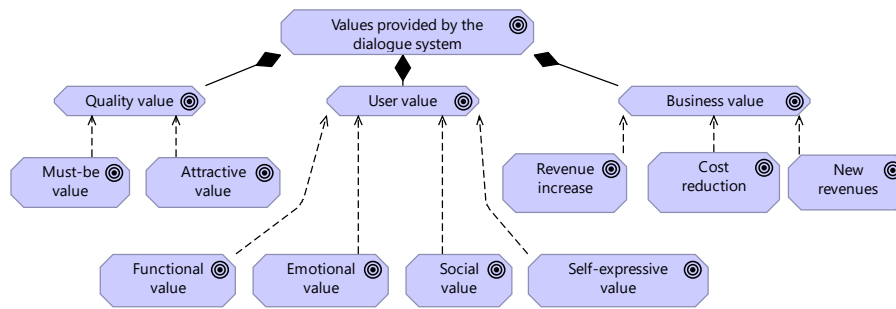 Values provided by the
dialogue system
Quality value
User value
Business value
Must-be
value
Attractive
value
Revenue
increase
Cost
reduction
New
revenues
Functional
value
Emotional
value
Social
value
Self-expressive
value